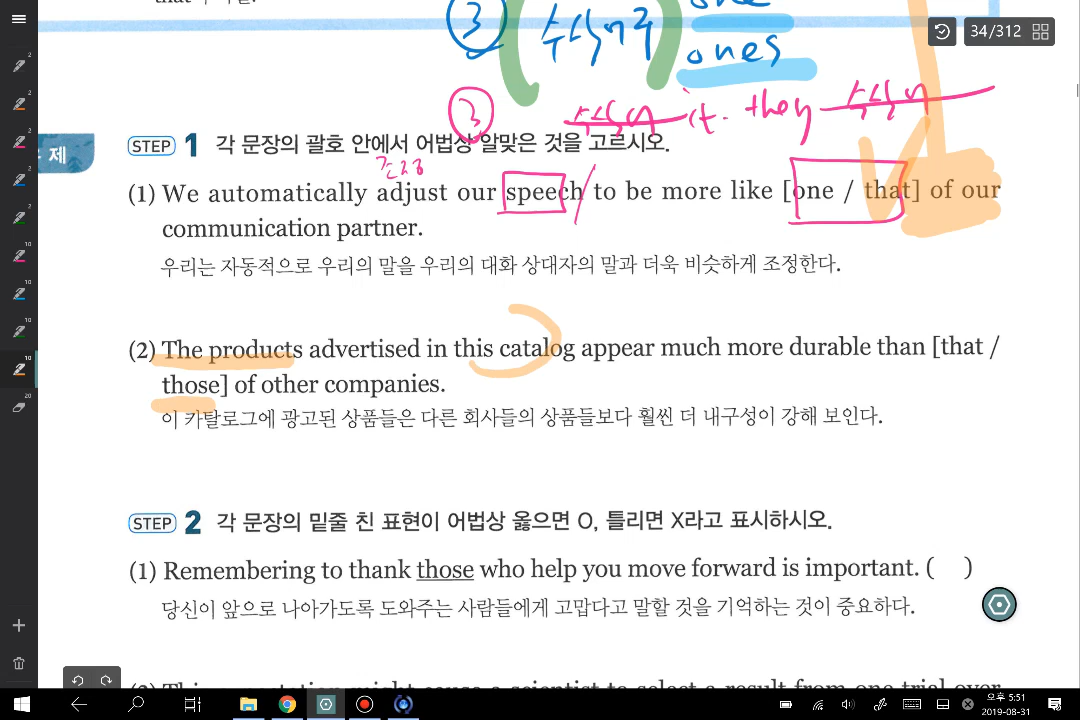 one
③ 수식어구 ones
34/312
③ 수식어 it. they 수식어
제
STEP 1 각 문장의 괄호 안에서 어법상 알맞은 것을 고르시오.
(1) We automatically adjust our speech / to be more like [one / that] of our
communication partner.
우리는 자동적으로 우리의 말을 우리의 대화 상대자의 말과 더욱 비슷하게 조정한다.
(2) The products advertised in this catalog appear much more durable than [that /
those] of other companies.
이 카탈로그에 광고된 상품들은 다른 회사들의 상품들보다 훨씬 더 내구성이 강해 보인다.
STEP 2 각 문장의 밑줄 친 표현이 어법상 옳으면 O, 틀리면 X라고 표시하시오.
(1) Remembering to thank those who help you move forward is important. ( )
당신이 앞으로 나아가도록 도와주는 사람들에게 고맙다고 말할 것을 기억하는 것이 중요하다.
오후 5:51
2019-08-31